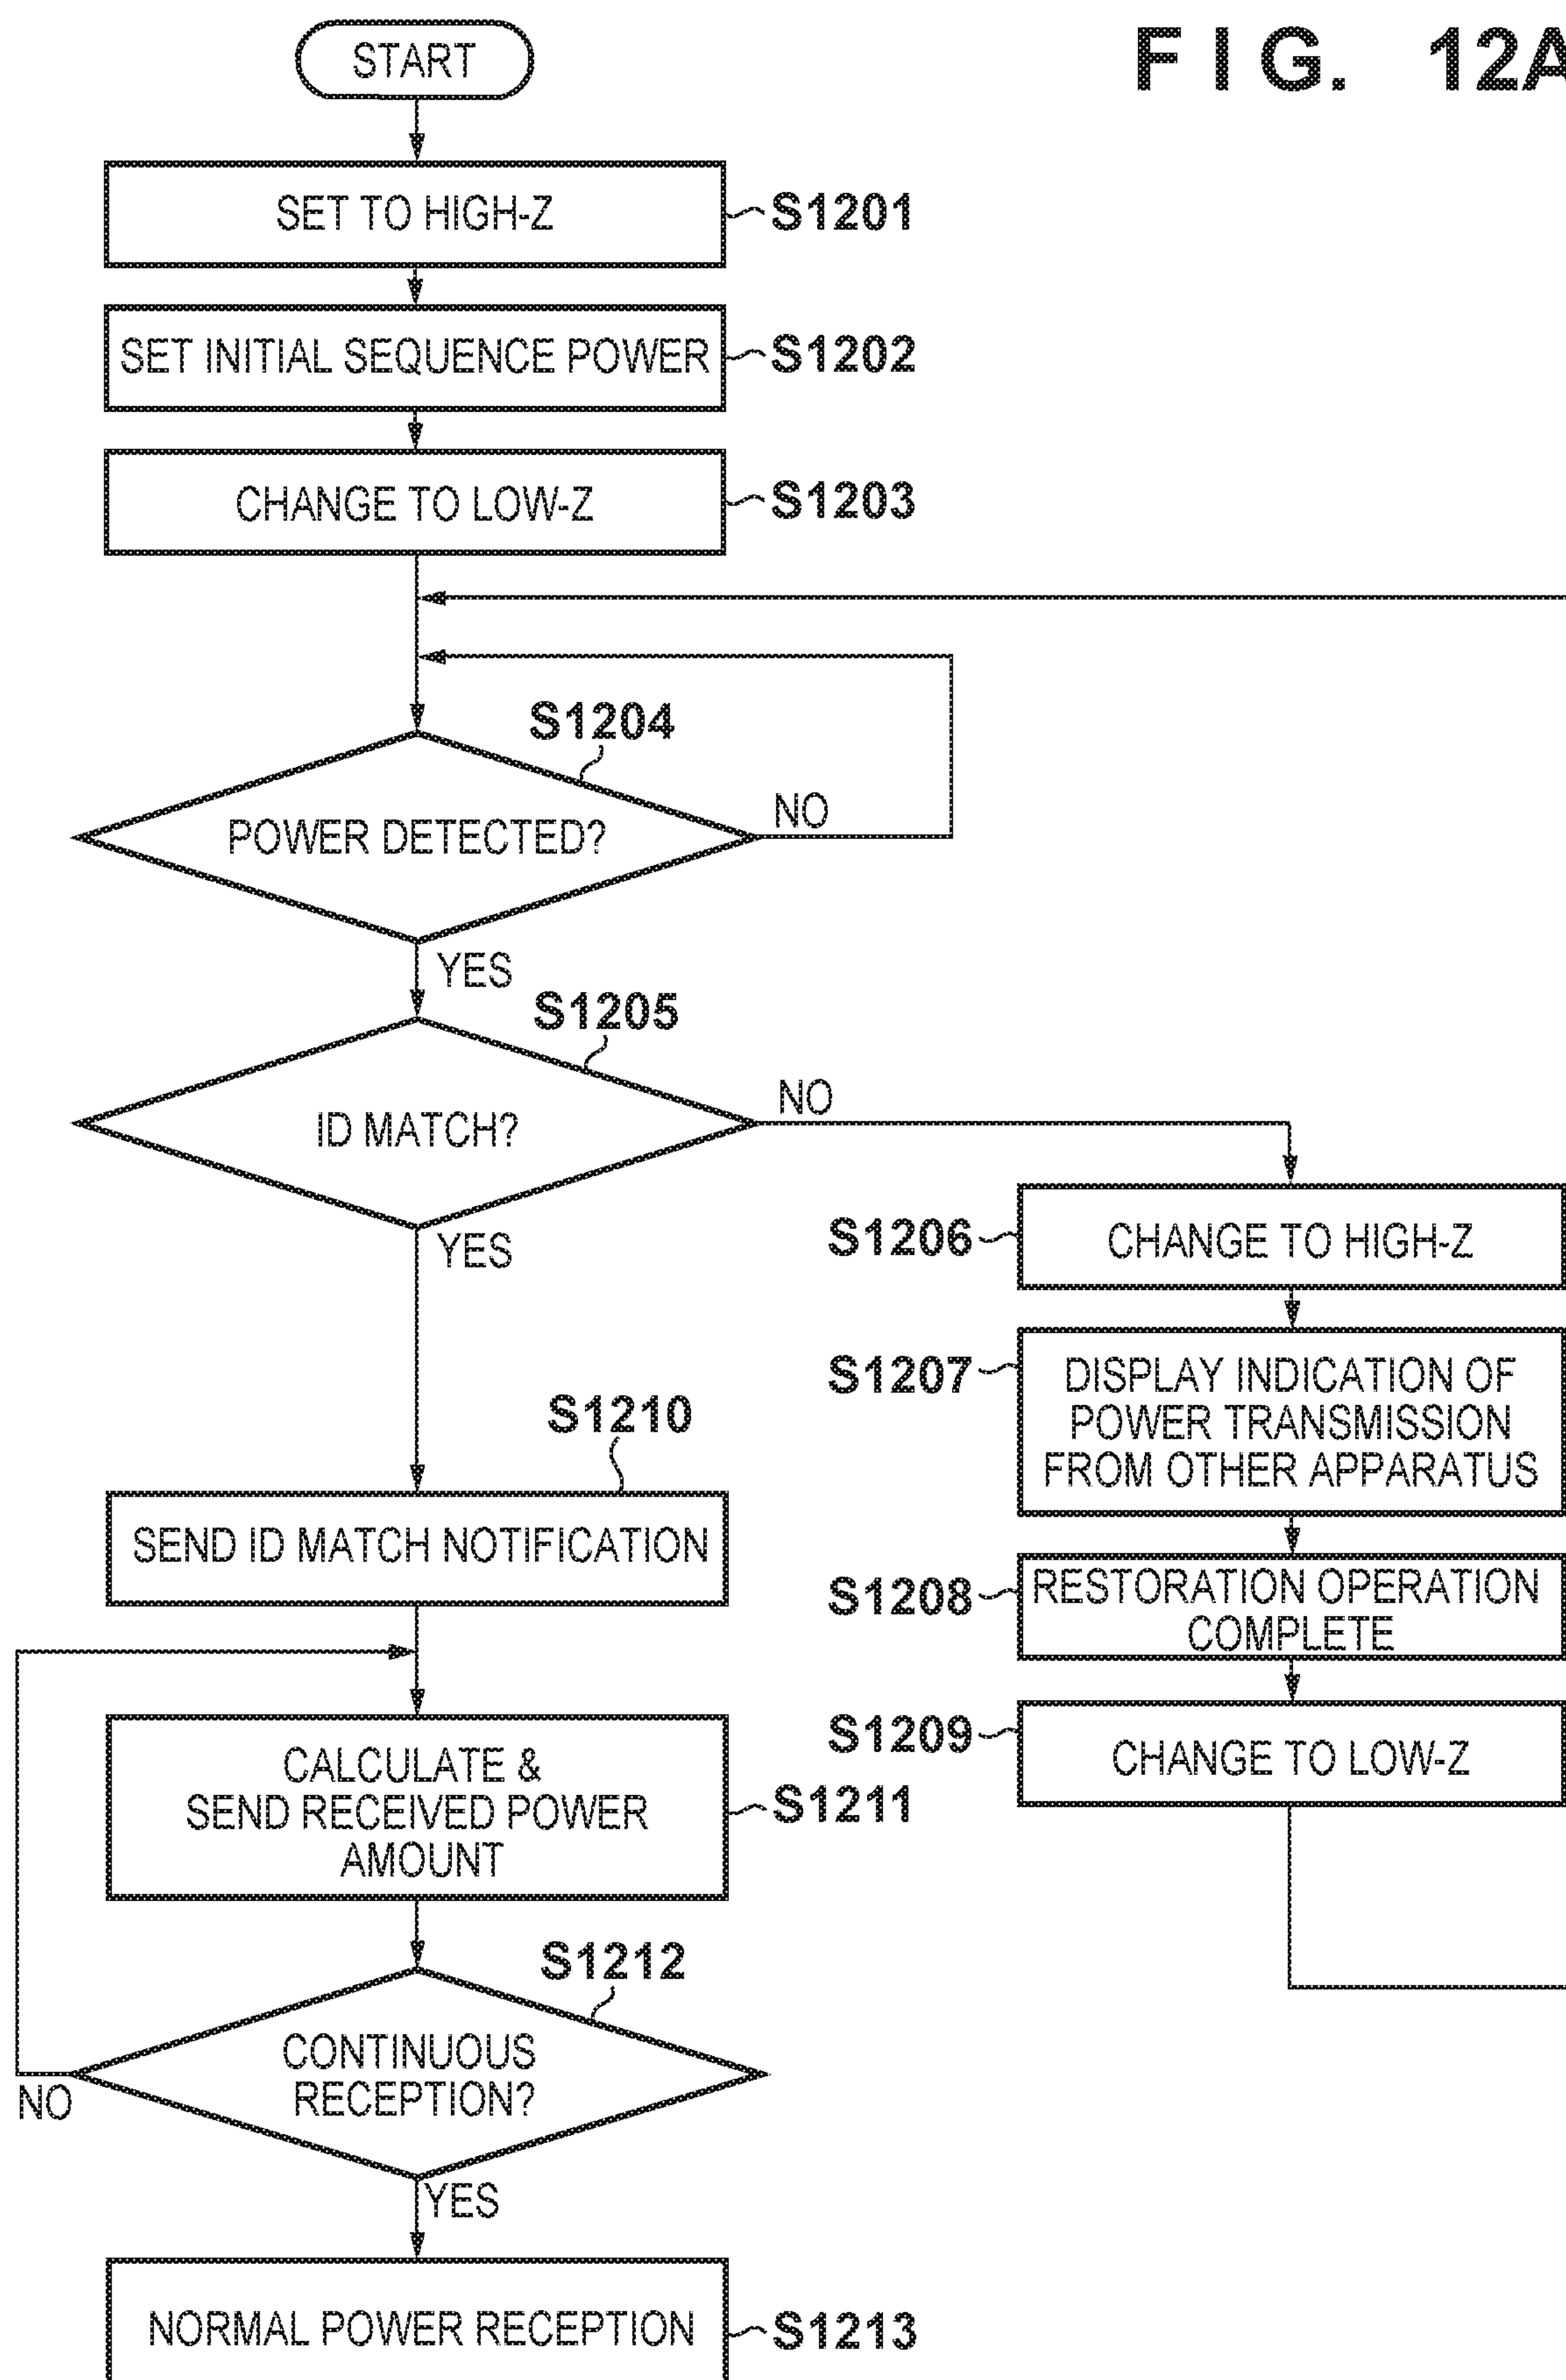 START
F I G. 12A
SET TO HIGH-Z
S1201
SET INITIAL SEQUENCE POWER
S1202
CHANGE TO LOW-Z
S1203
S1204
POWER DETECTED?
NO
YES
S1205
ID MATCH?
NO
YES
S1206
CHANGE TO HIGH-Z
S1207
DISPLAY INDICATION OF
POWER TRANSMISSION
FROM OTHER APPARATUS
S1208
RESTORATION OPERATION
COMPLETE
S1209
CHANGE TO LOW-Z
S1210
SEND ID MATCH NOTIFICATION
CALCULATE &
SEND RECEIVED POWER
AMOUNT
S1211
S1212
CONTINUOUS
RECEPTION?
NO
YES
NORMAL POWER RECEPTION
S1213